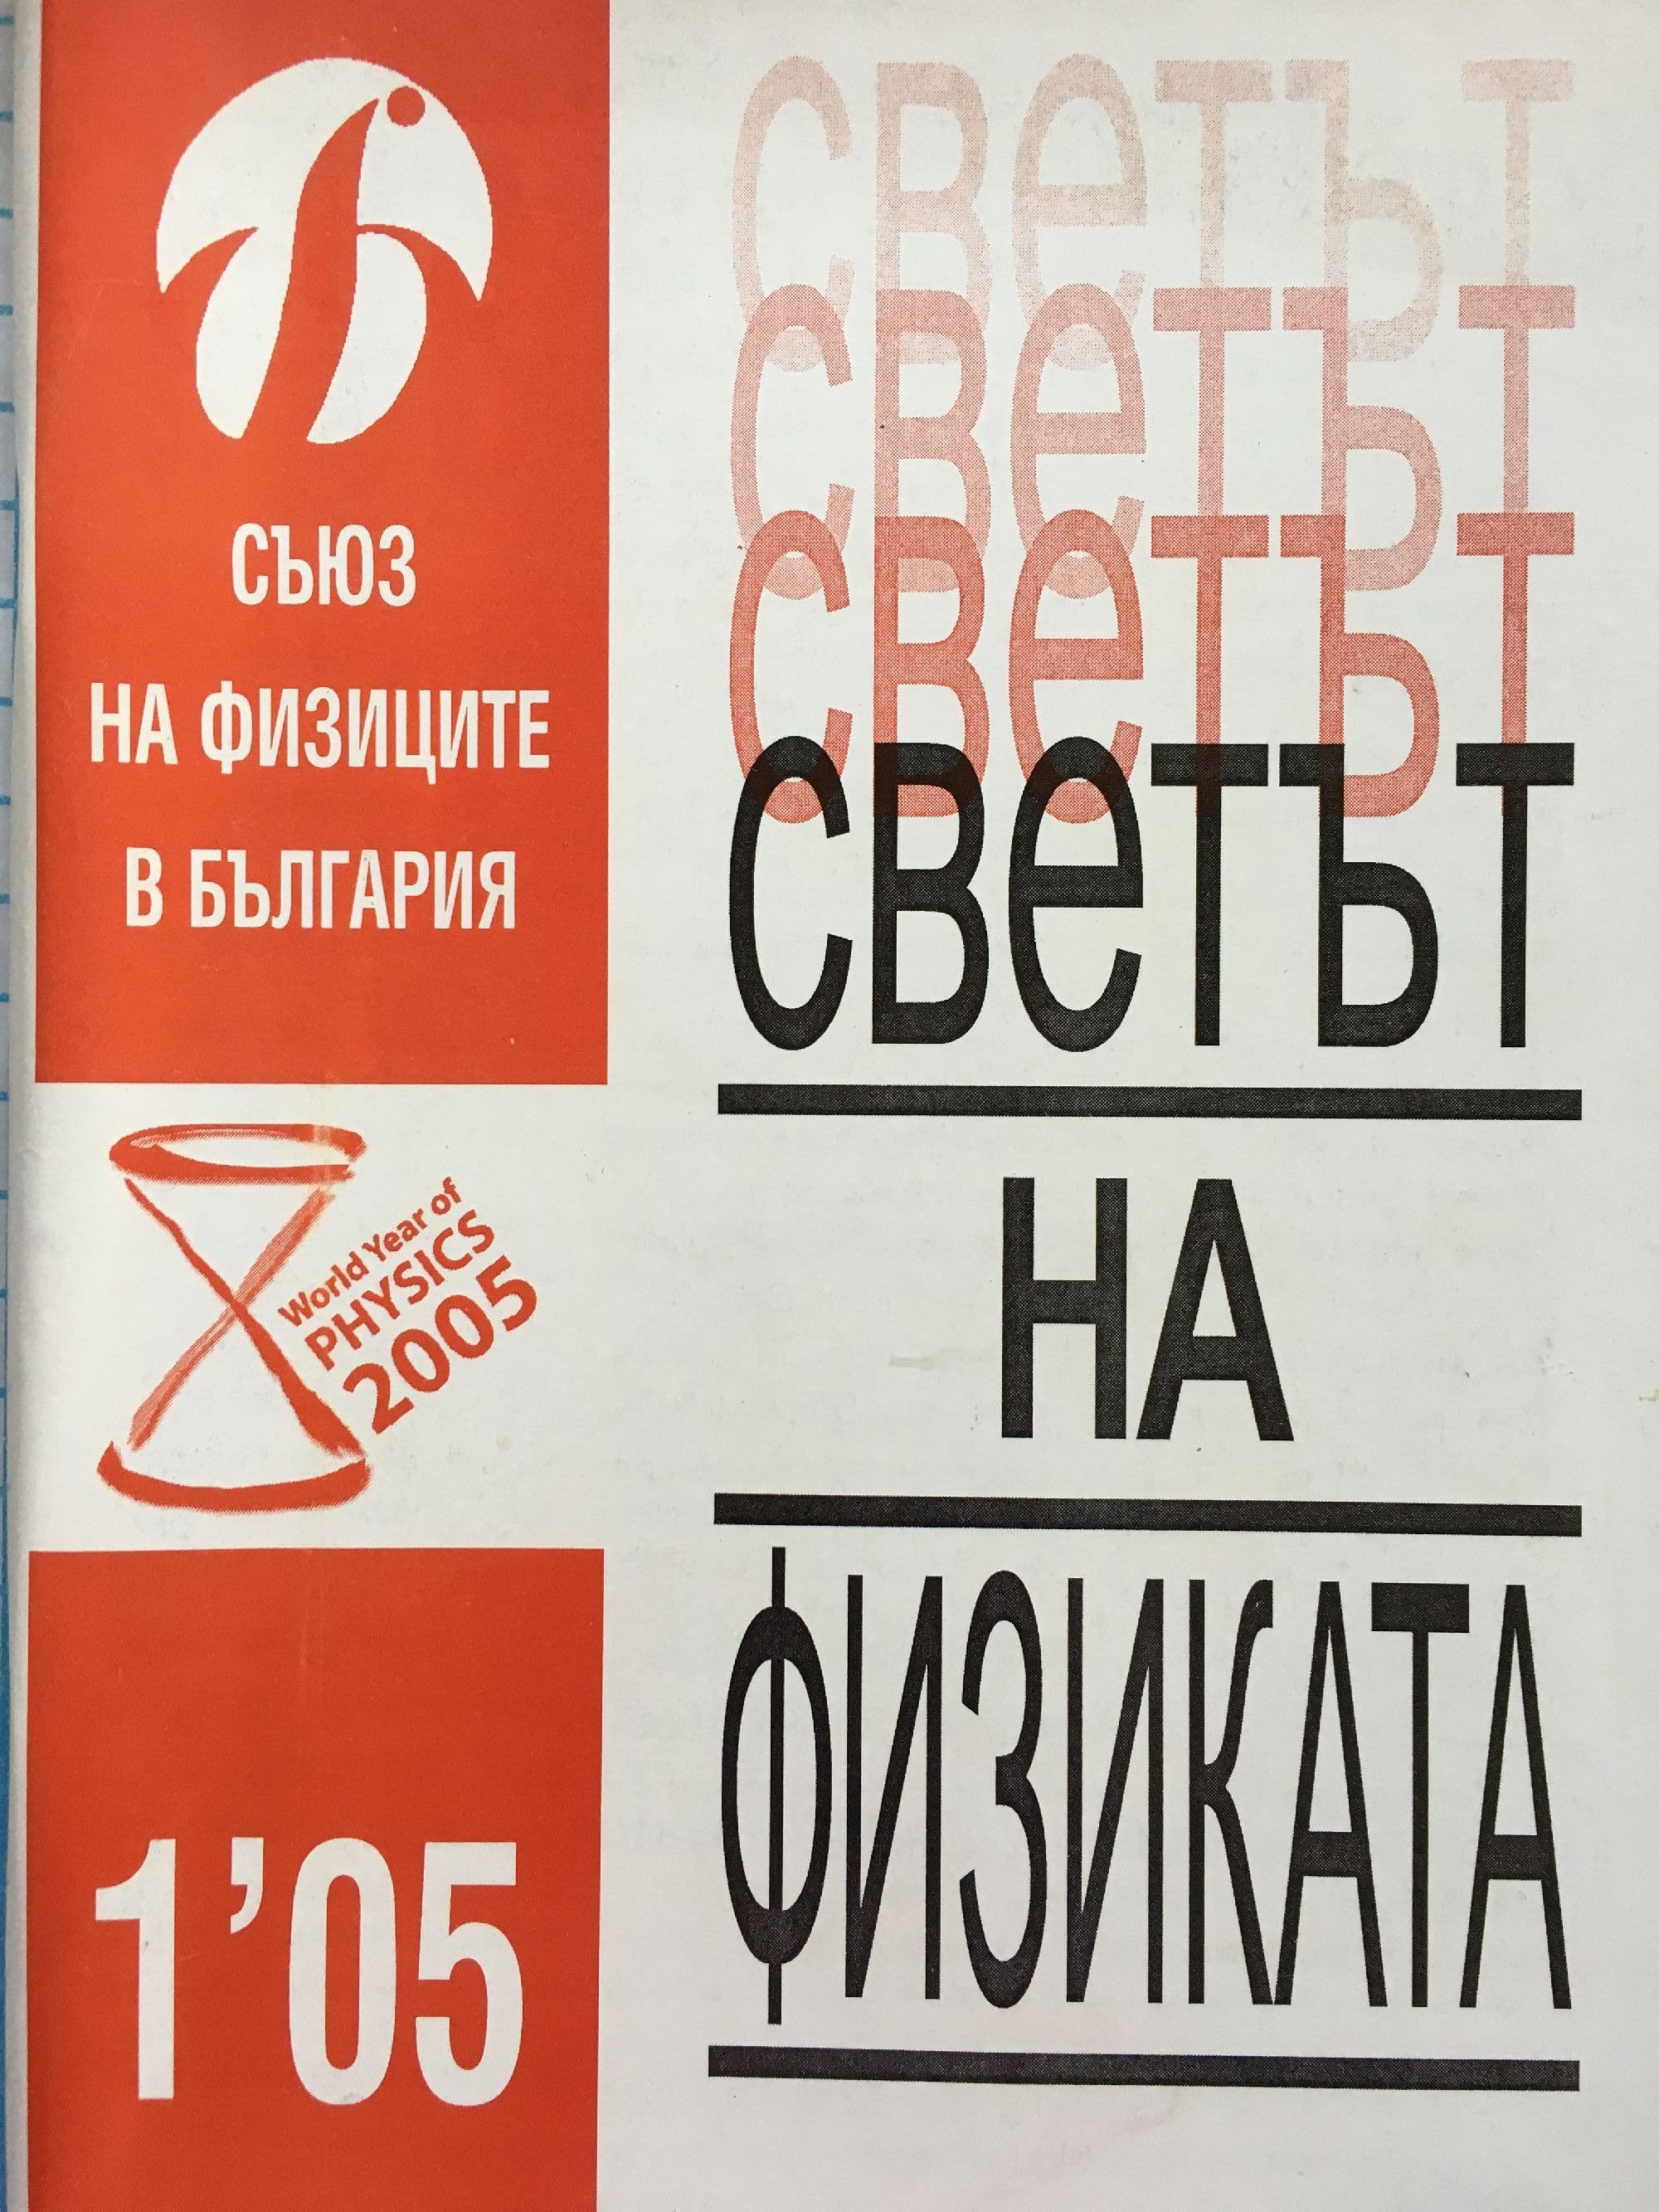 СЪЮЗ
НА ФИЗИЦИТЕ
В БЪЛГАРИЯ
World Year of
PHYSICS
2005
1'05
светът
светът
светът
светът
НА
ФИЗИКАТА